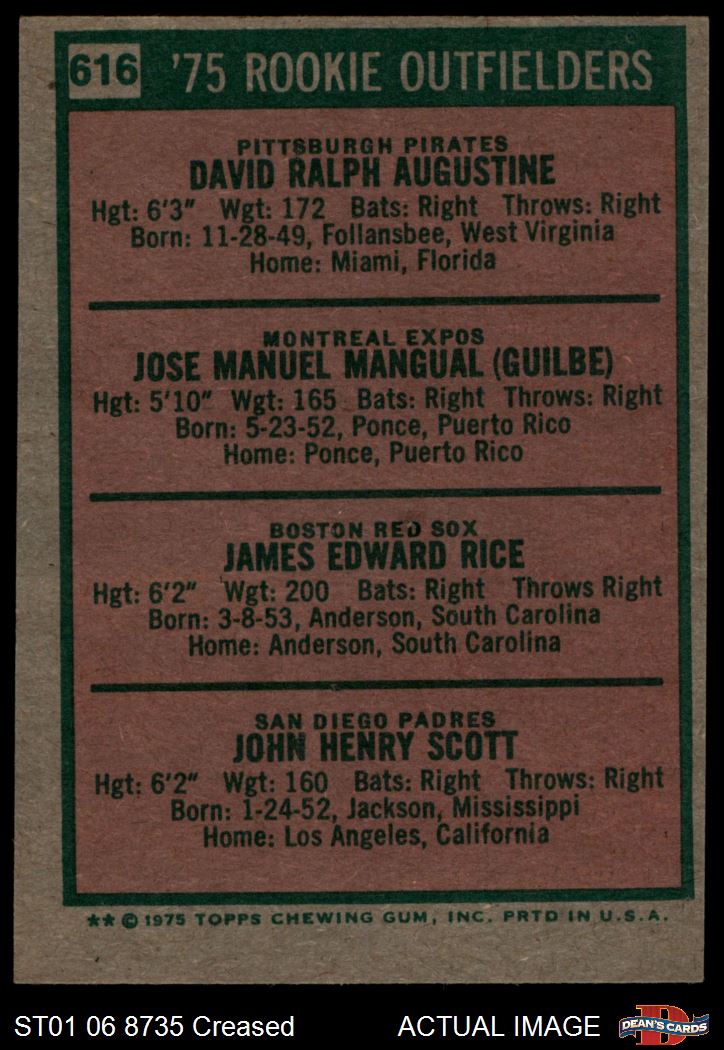 616 '75 ROOKIE OUTFIELDERS
PITTSBURGH PIRATES
DAVID RALPH AUGUSTINE
Hgt: 6'3" Wgt: 172 Bats: Right Throws: Right
Born: 11-28-49, Follansbee, West Virginia
Home: Miami, Florida
MONTREAL EXPOS
JOSE MANUEL MANGUAL (GUILBE)
Hgt: 5'10" Wgt: 165 Bats: Right Throws: Right
Born: 5-23-52, Ponce, Puerto Rico
Home: Ponce, Puerto Rico
BOSTON RED SOX
JAMES EDWARD RICE
Hgt: 6'2" Wgt: 200 Bats: Right Throws Right
Born: 3-8-53, Anderson, South Carolina
Home: Anderson, South Carolina
SAN DIEGO PADRES
JOHN HENRY SCOTT
Hgt: 6'2" Wgt: 160 Bats: Right Throws: Right
Born: 1-24-52, Jackson, Mississippi
Home: Los Angeles, California
** © 1975 TOPPS CHEWING GUM, INC. PRTD IN U.S.A.
ST01 06 8735 Creased ACTUAL IMAGE D DEAN'S CARDS